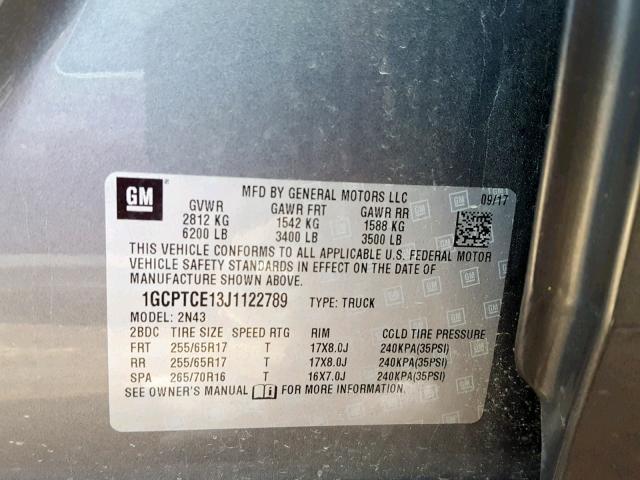 GM
MFD BY GENERAL MOTORS LLC 09/17
GVWR GAWR FRT GAWR RR
2812 KG 1542 KG 1588 KG
6200 LB 3400 LB 3500 LB
THIS VEHICLE CONFORMS TO ALL APPLICABLE U.S. FEDERAL MOTOR
VEHICLE SAFETY STANDARDS IN EFFECT ON THE DATE OF
MANUFACTURE SHOWN ABOVE.
1GCPTCE13J1122789 TYPE: TRUCK
MODEL: 2N43
2BDC TIRE SIZE SPEED RTG RIM COLD TIRE PRESSURE
FRT 255/65R17 T 17X8.0J 240KPA(35PSI)
RR 255/65R17 T 17X8.0J 240KPA(35PSI)
SPA 265/70R16 T 16X7.0J 240KPA(35PSI)
SEE OWNER'S MANUAL FOR MORE INFORMATION.